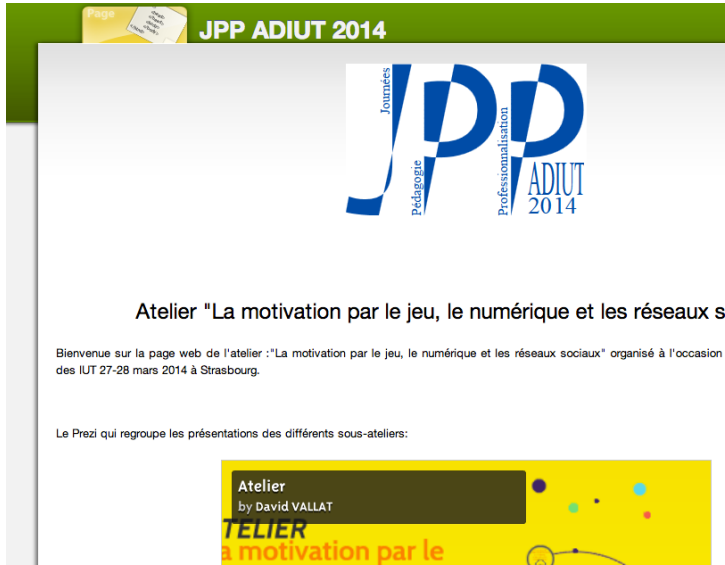 Page
JPP ADIUT 2014
Journées
Pédagogie
Professionnalisation
JPP
ADIUT
2014
Atelier "La motivation par le jeu, le numérique et les réseaux s
Bienvenue sur la page web de l'atelier :"La motivation par le jeu, le numérique et les réseaux sociaux" organisé à l'occasion
des IUT 27-28 mars 2014 à Strasbourg.
Le Prezi qui regroupe les présentations des différents sous-ateliers:
Atelier
by David VALLAT
TELIER
a motivation par le